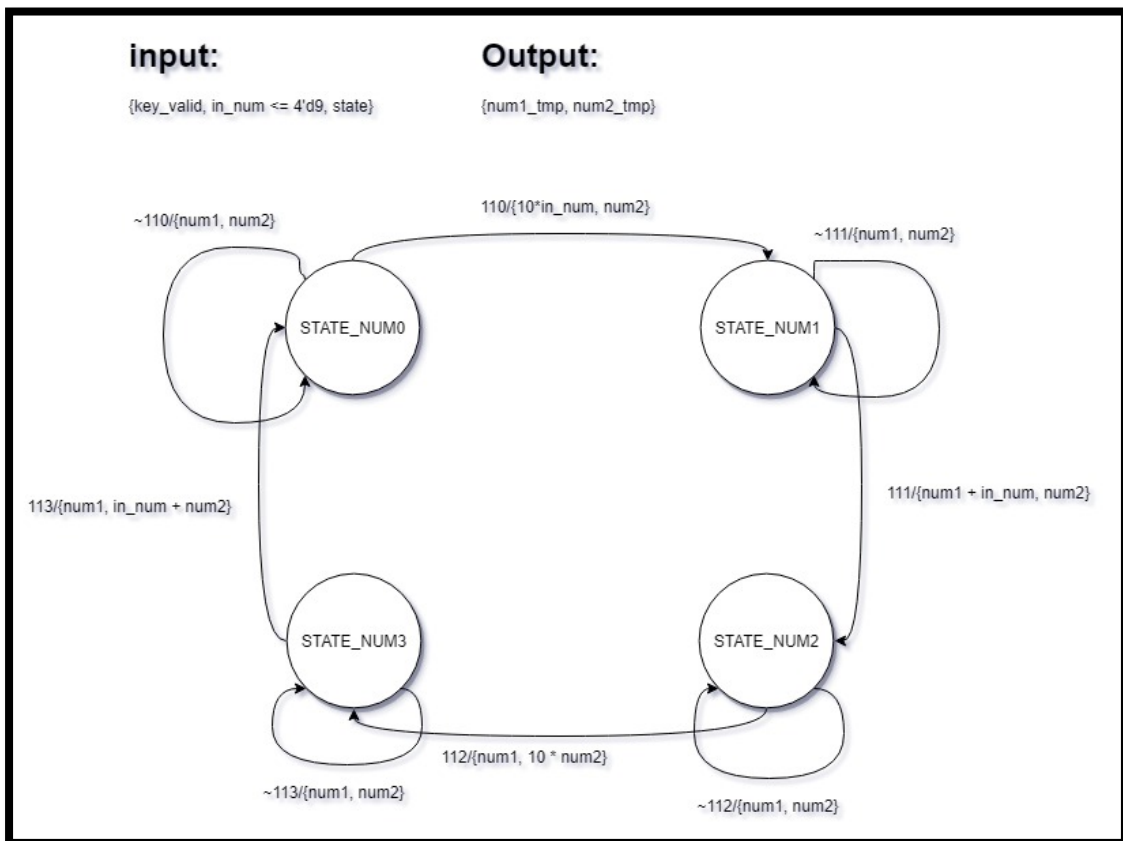 input:
Output:
{key_valid, in_num <= 4'd9, state}
{num1_tmp, num2_tmp}
110/{10*in_num, num2}
~110/{num1, num2}
~111/{num1, num2}
STATE_NUM0
STATE_NUM1
113/{num1, in_num + num2}
111/{num1 + in_num, num2}
STATE_NUM3
STATE_NUM2
112/{num1, 10 * num2}
~113/{num1, num2}
~112/{num1, num2}